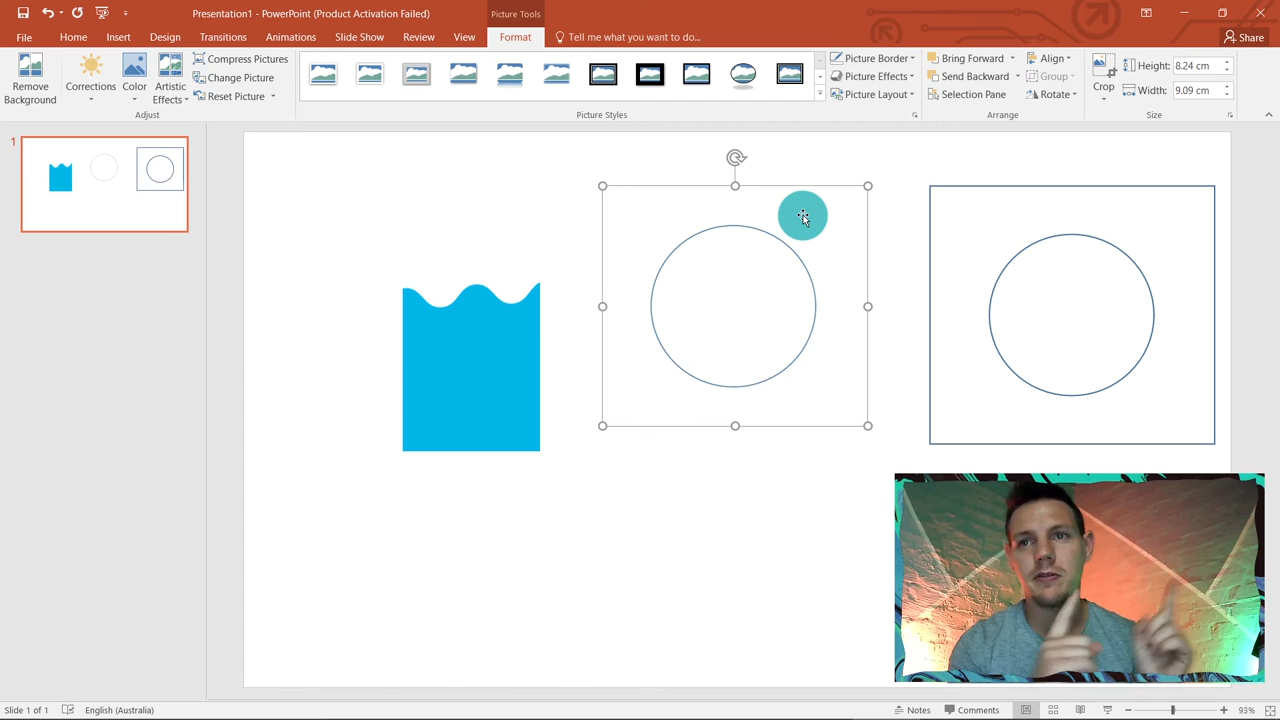 Presentation1 - PowerPoint (Product Activation Failed)
Picture Tools
File
Home
Insert
Design
Transitions
Animations
Slide Show
Review
View
Format
Tell me what you want to do...
Share
Remove
Background
Corrections
Color
Artistic
Effects
Compress Pictures
Change Picture
Reset Picture
Adjust
Picture Border
Picture Effects
Picture Layout
Picture Styles
Bring Forward
Send Backward
Selection Pane
Align
Group
Rotate
Arrange
Crop
Height:
8.24 cm
Width:
9.09 cm
Size
1
Slide 1 of 1
English (Australia)
Notes
Comments
93%